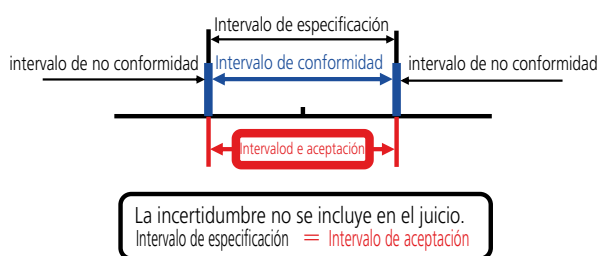 Intervalo de especificación
intervalo de no conformidad
Intervalo de conformidad
intervalo de no conformidad
Intervalod e aceptación
La incertidumbre no se incluye en el juicio.
Intervalo de especificación = Intervalo de aceptación